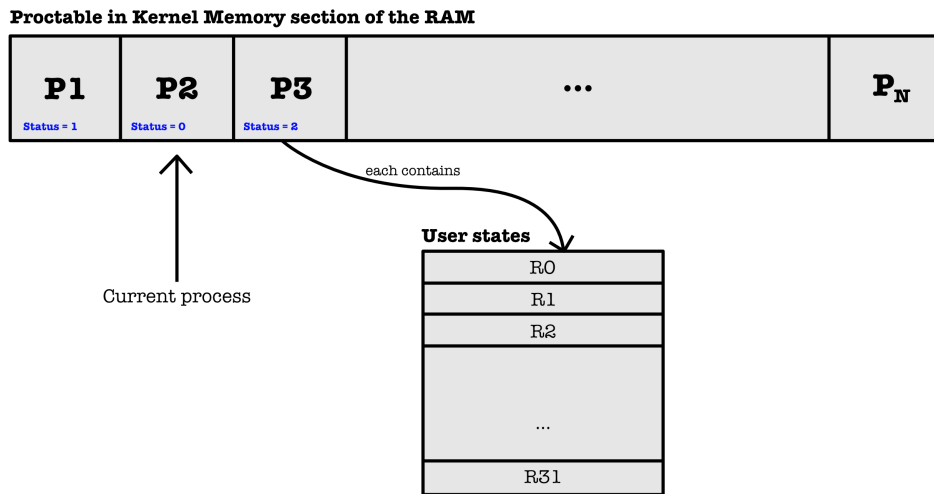 Proctable in Kernel Memory section of the RAM
P1
P2
P3
...
PN
Status = 1
Status = 0
Status = 2
each contains
User states
Current process
R0
R1
R2
...
R31